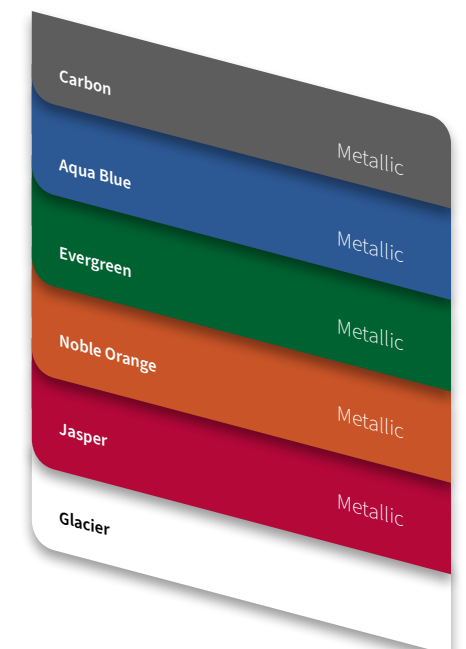 Carbon
Metallic
Aqua Blue
Metallic
Evergreen
Metallic
Noble Orange
Metallic
Jasper
Metallic
Glacier